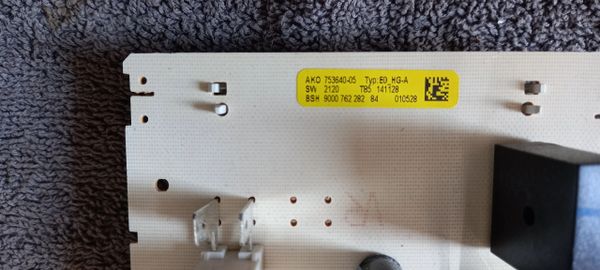 AKO 753640-05 Typ:E0_HG-A
SW 2120 T85 141128
BSH 9000 762 282 84 010528